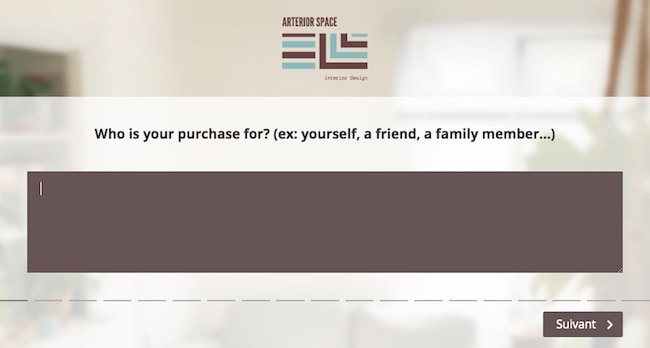 ARTERIOR SPACE
Interior Design
Who is your purchase for? (ex: yourself, a friend, a family member...)
Suivant